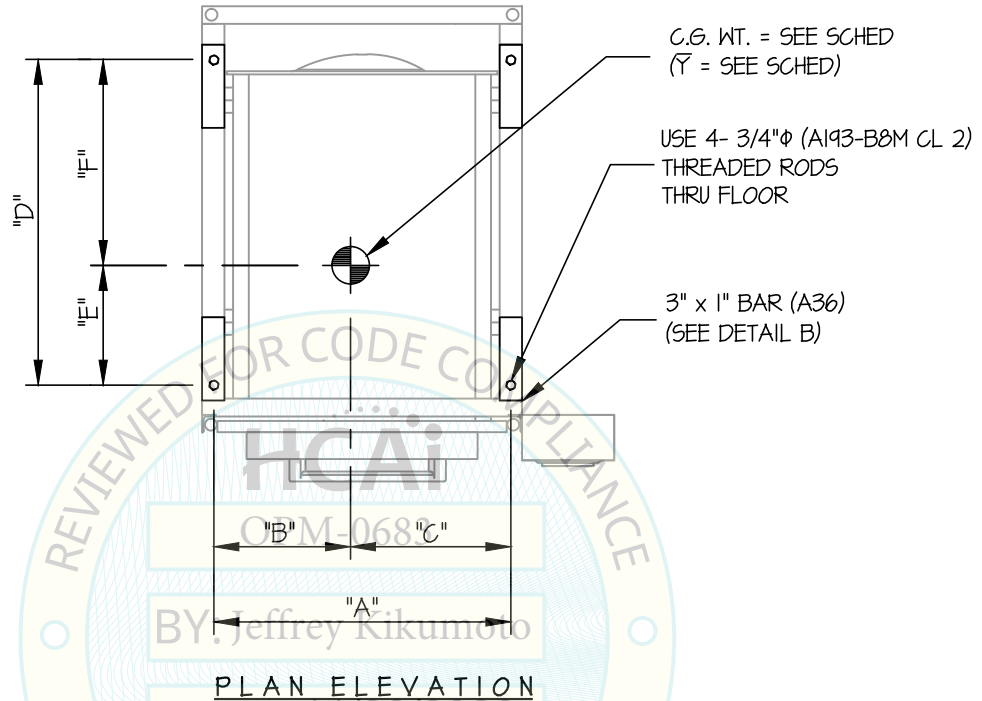 C.G. WT. = SEE SCHED
(Y̅ = SEE SCHED)
USE 4- 3/4"Φ (A193-B8M CL 2)
THREADED RODS
THRU FLOOR
3" x 1" BAR (A36)
(SEE DETAIL B)
"D"
"F"
"E"
REVIEWED FOR CODE COMPLIANCE
HCAi
OPM-0683
"B"
"C"
"A"
BY: Jeffrey Kikumoto
PLAN ELEVATION